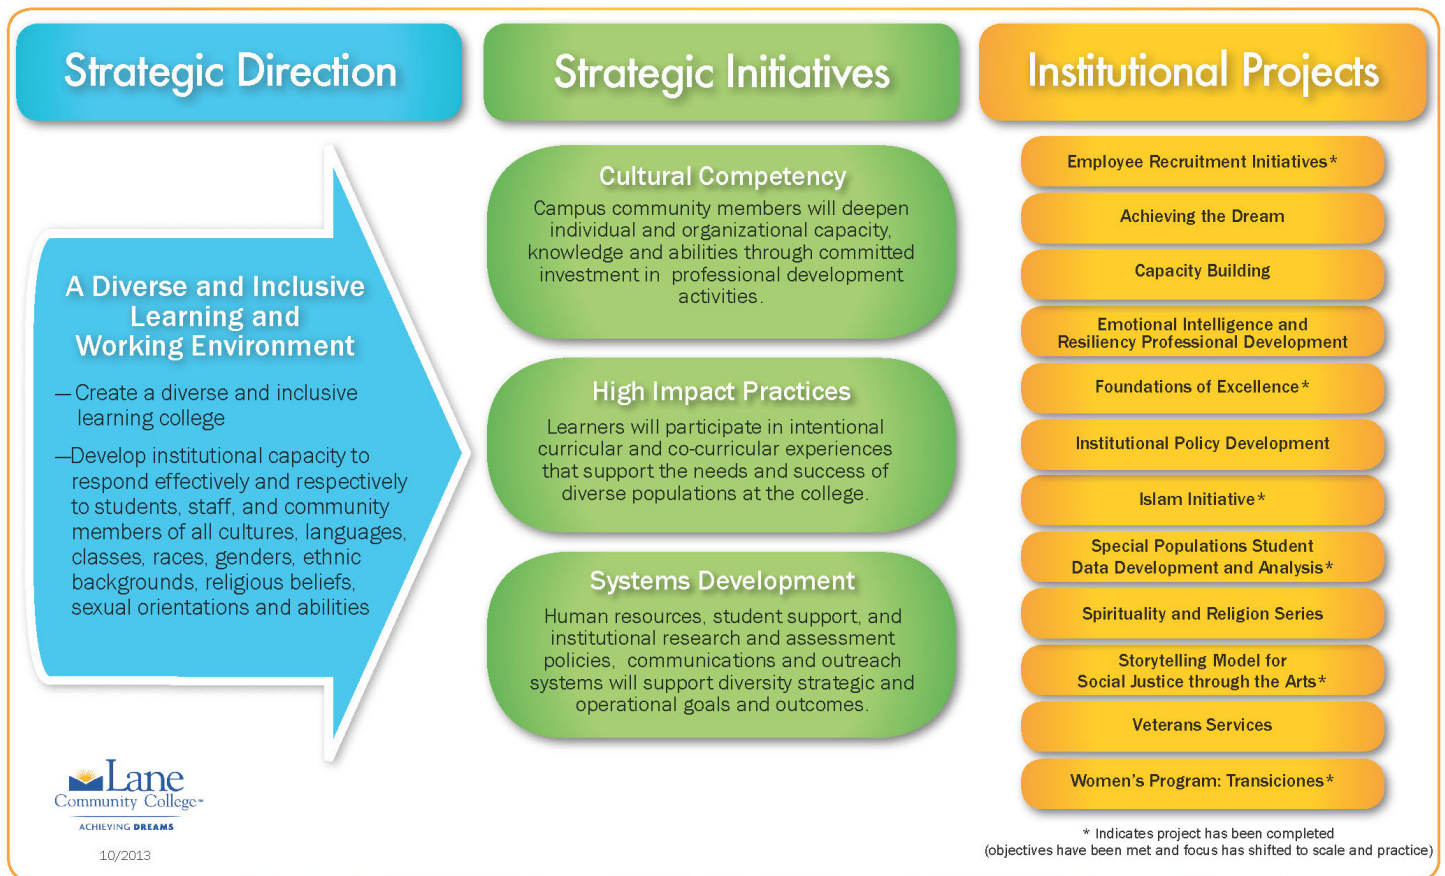 Strategic Direction
A Diverse and Inclusive
Learning and
Working Environment
— Create a diverse and inclusive
learning college
—Develop institutional capacity to
respond effectively and respectively
to students, staff, and community
members of all cultures, languages,
classes, races, genders, ethnic
backgrounds, religious beliefs,
sexual orientations and abilities
Lane
Community College℠
ACHIEVING DREAMS
10/2013
Strategic Initiatives
Cultural Competency
Campus community members will deepen
individual and organizational capacity,
knowledge and abilities through committed
investment in professional development
activities.
High Impact Practices
Learners will participate in intentional
curricular and co-curricular experiences
that support the needs and success of
diverse populations at the college.
Systems Development
Human resources, student support, and
institutional research and assessment
policies, communications and outreach
systems will support diversity strategic and
operational goals and outcomes.
Institutional Projects
Employee Recruitment Initiatives*
Achieving the Dream
Capacity Building
Emotional Intelligence and
Resiliency Professional Development
Foundations of Excellence*
Institutional Policy Development
Islam Initiative*
Special Populations Student
Data Development and Analysis*
Spirituality and Religion Series
Storytelling Model for
Social Justice through the Arts*
Veterans Services
Women's Program: Transiciones*
* Indicates project has been completed
(objectives have been met and focus has shifted to scale and practice)